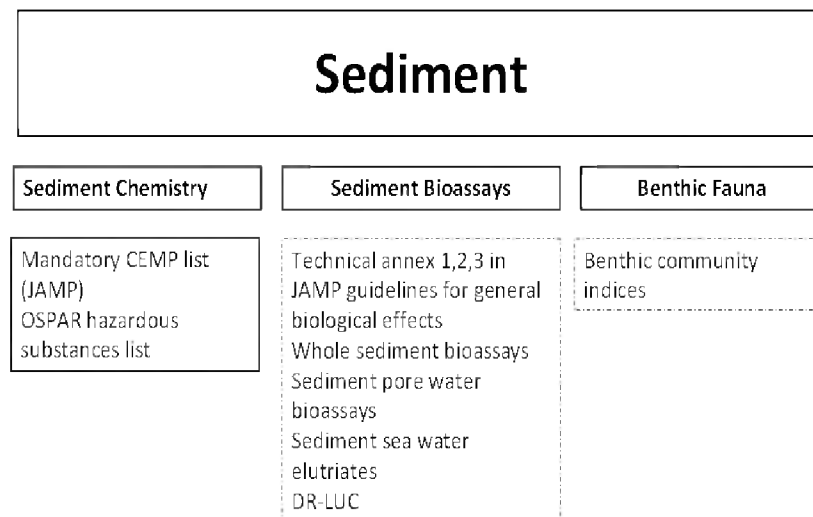 Sediment
Sediment Chemistry
Sediment Bioassays
Benthic Fauna
Mandatory CEMP list
(JAMP)
OSPAR hazardous
substances list
Technical annex 1,2,3 in
JAMP guidelines for general
biological effects
Whole sediment bioassays
Sediment pore water
bioassays
Sediment sea water
elutriates
DR-LUC
Benthic community
indices